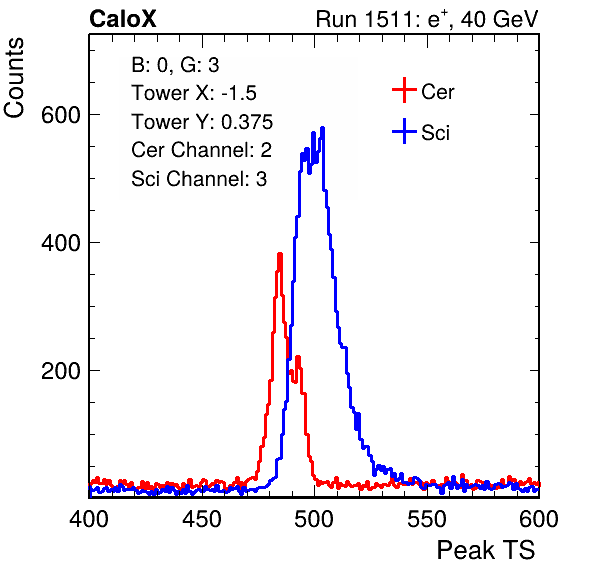 CaloX
Run 1511: e+, 40 GeV
Counts
B: 0, G: 3
Tower X: -1.5
Tower Y: 0.375
Cer Channel: 2
Sci Channel: 3
Cer
Sci
600
400
200
400 450 500 550 600
Peak TS